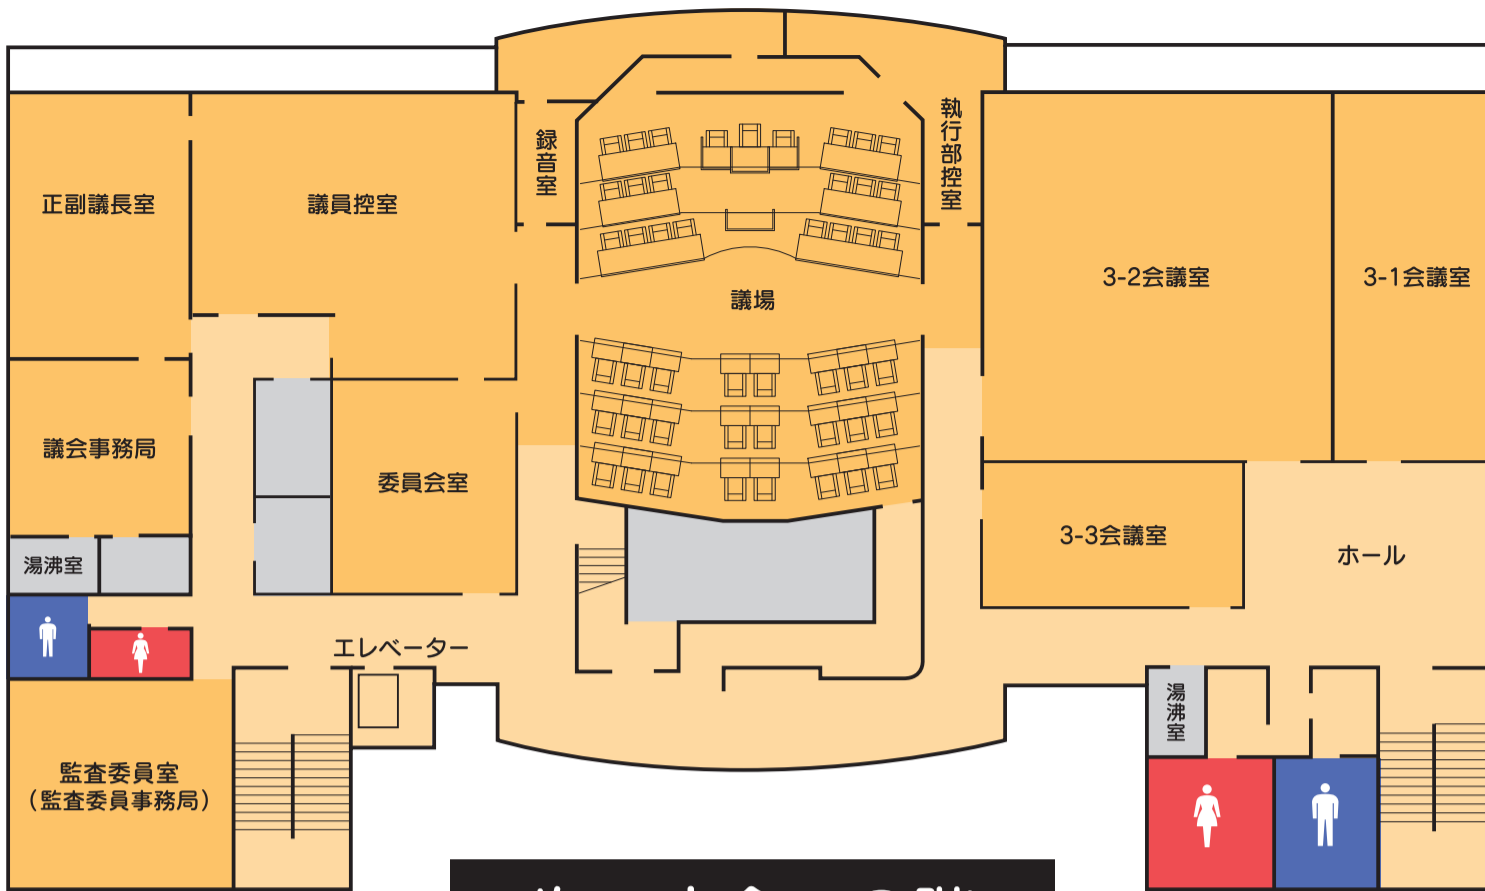 録音室
執行部控室
正副議長室
議員控室
3-2会議室
3-1会議室
議場
議会事務局
委員会室
3-3会議室
ホール
湯沸室
エレベーター
湯沸室
監査委員室
（監査委員事務局）